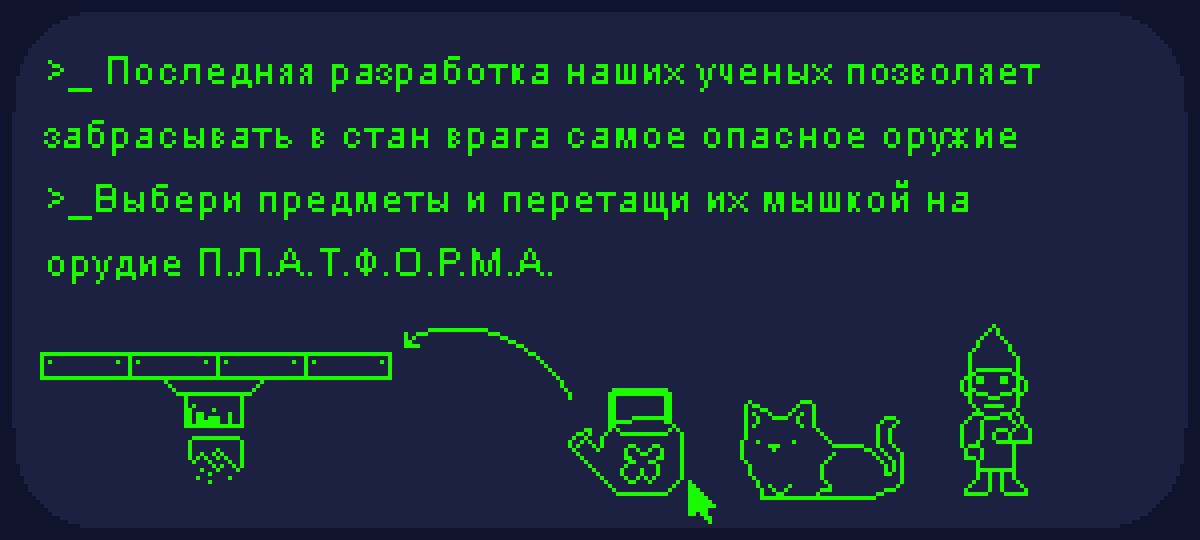 >_ Последняя разработка наших ученых позволяет
забрасывать в стан врага самое опасное оружие
>_Выбери предметы и перетащи их мышкой на
орудие П.Л.А.Т.Ф.О.Р.М.А.